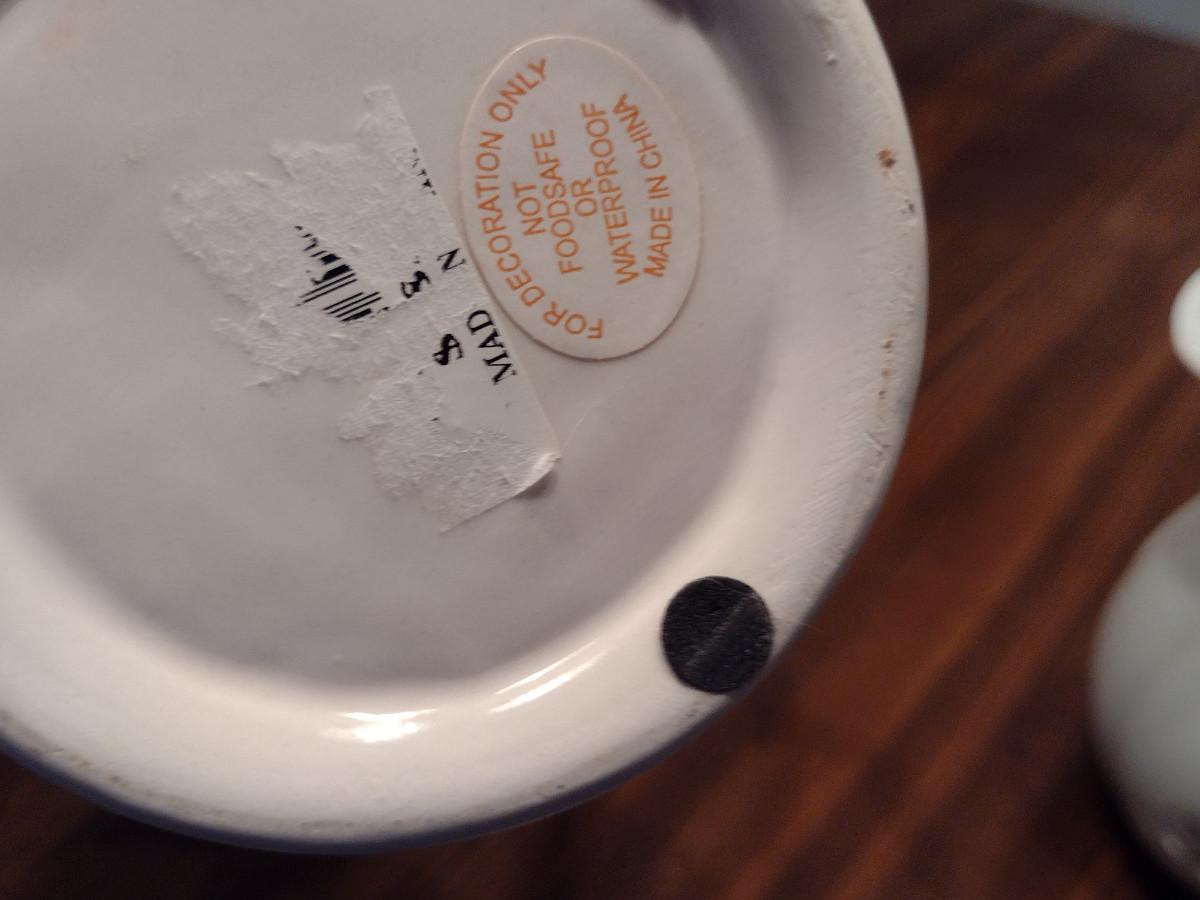 FOR DECORATION ONLY
NOT
FOODSAFE
OR
WATERPROOF
MADE IN CHINA
MAD N